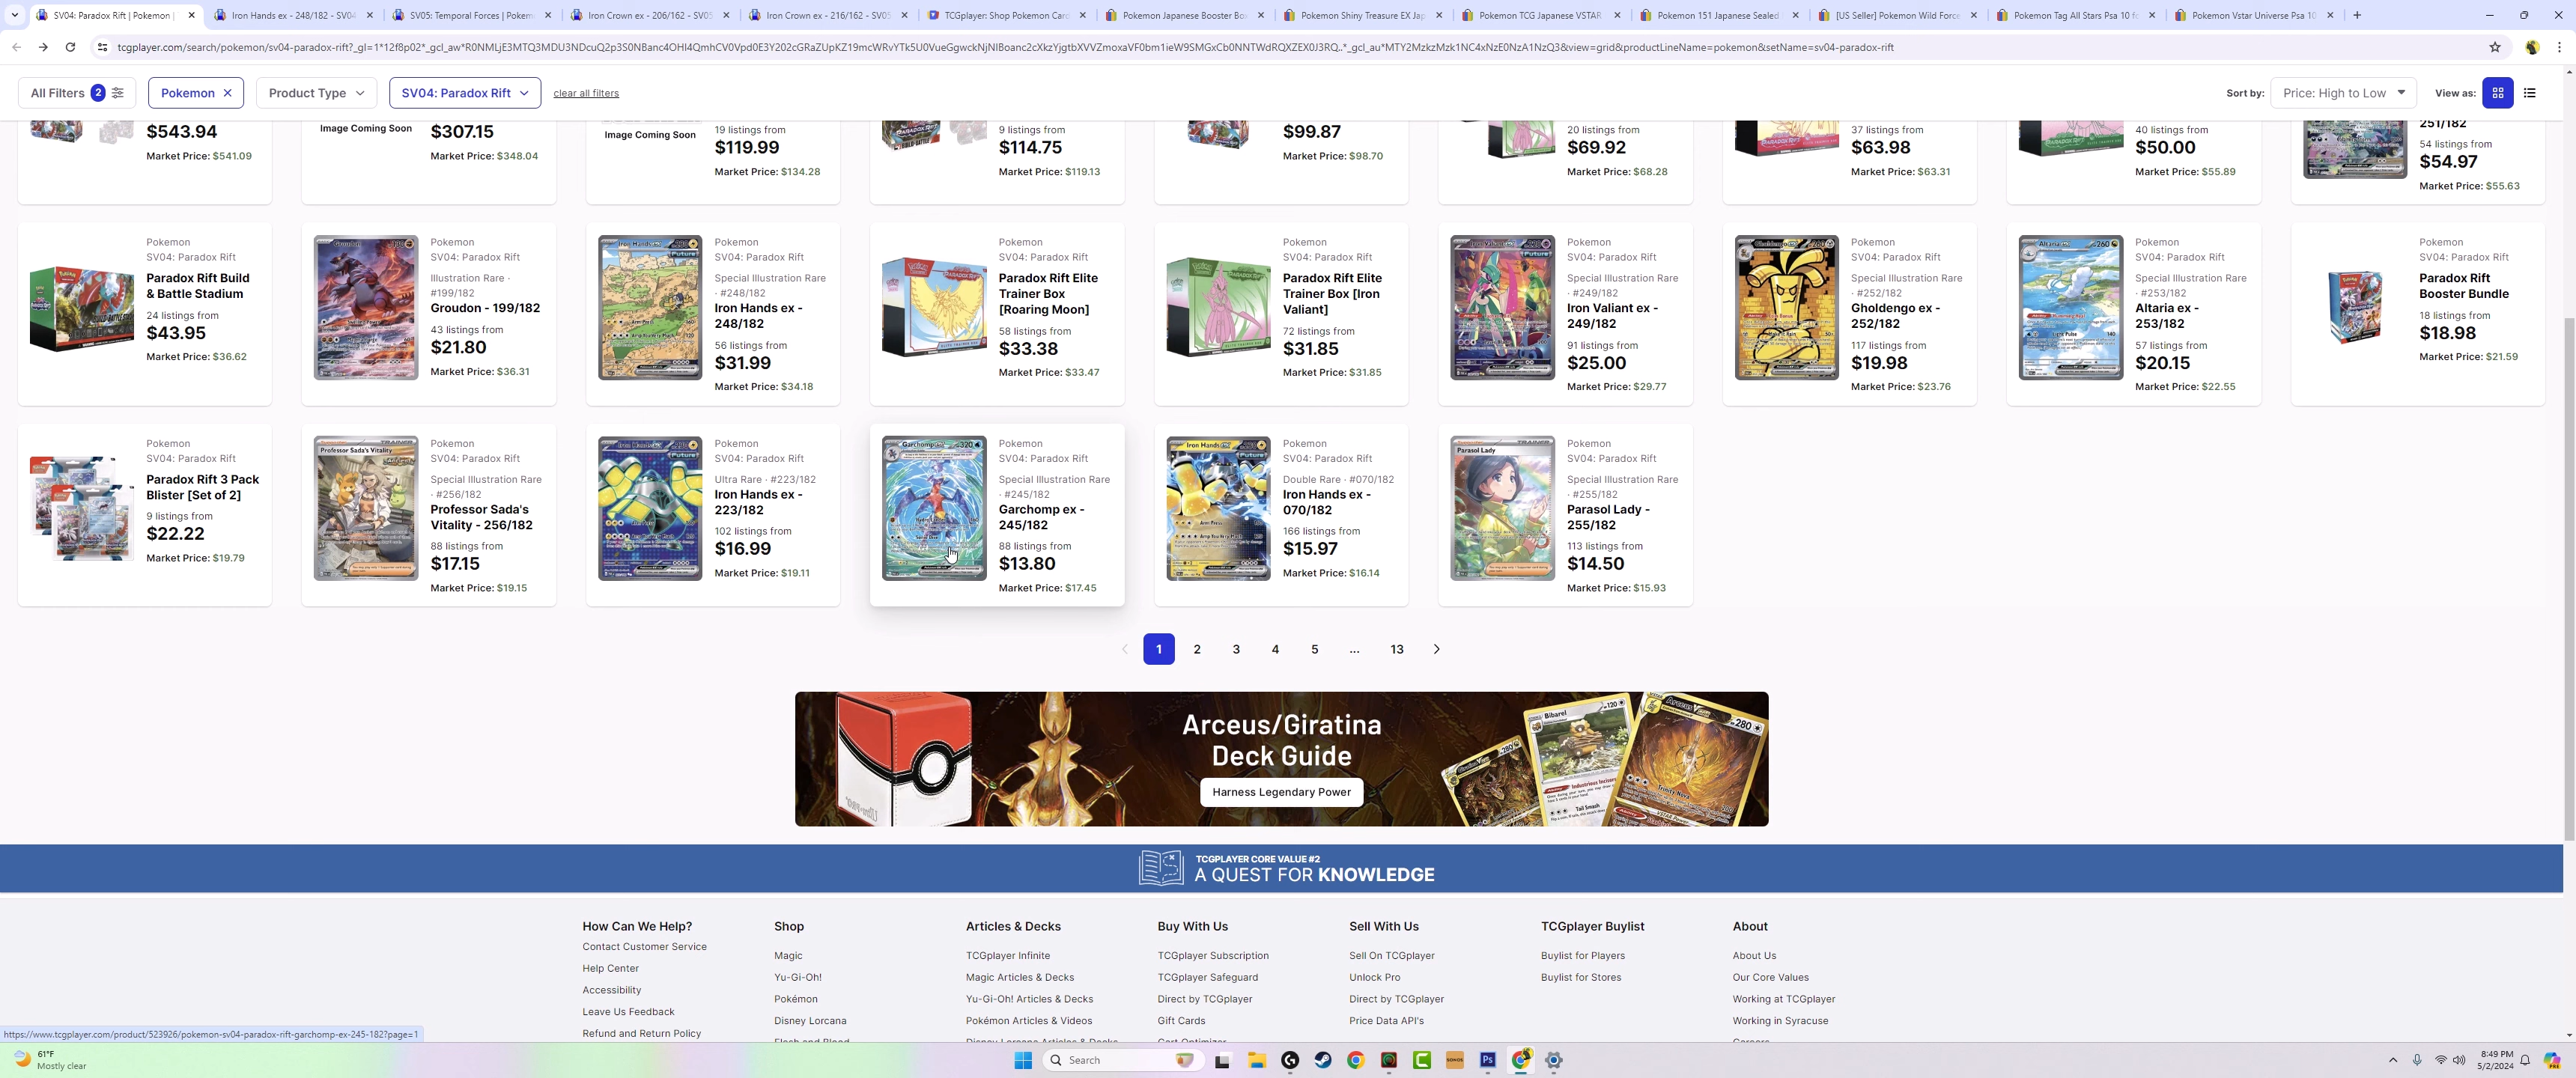 SV04: Paradox Rift | Pokemon |
Iron Hands ex - 248/182 - SV04
SV05: Temporal Forces | Pokem
Iron Crown ex - 206/162 - SV05
Iron Crown ex - 216/162 - SV05
TCGplayer: Shop Pokemon Card
Pokemon Japanese Booster Bo
Pokemon Shiny Treasure EX Jap
Pokemon TCG Japanese VSTAR
Pokemon 151 Japanese Sealed
[US Seller] Pokemon Wild Force
Pokemon Tag All Stars Psa 10 f
Pokemon Vstar Universe Psa 10
All Filters 2
Pokemon
Product Type
SV04: Paradox Rift
clear all filters
Sort by:
Price: High to Low
View as:
$543.94
Market Price: $541.09
Image Coming Soon
$307.15
Market Price: $348.04
Image Coming Soon
19 listings from
$119.99
Market Price: $134.28
9 listings from
$114.75
Market Price: $119.13
$99.87
Market Price: $98.70
20 listings from
$69.92
Market Price: $68.28
37 listings from
$63.98
Market Price: $63.31
40 listings from
$50.00
Market Price: $55.89
251/182
54 listings from
$54.97
Market Price: $55.63
Pokemon
SV04: Paradox Rift
Paradox Rift Build
& Battle Stadium
24 listings from
$43.95
Market Price: $36.62
Pokemon
SV04: Paradox Rift
Illustration Rare ·
#199/182
Groudon - 199/182
43 listings from
$21.80
Market Price: $36.31
Pokemon
SV04: Paradox Rift
Special Illustration Rare
· #248/182
Iron Hands ex -
248/182
56 listings from
$31.99
Market Price: $34.18
Pokemon
SV04: Paradox Rift
Paradox Rift Elite
Trainer Box
[Roaring Moon]
58 listings from
$33.38
Market Price: $33.47
Pokemon
SV04: Paradox Rift
Paradox Rift Elite
Trainer Box [Iron
Valiant]
72 listings from
$31.85
Market Price: $31.85
Pokemon
SV04: Paradox Rift
Special Illustration Rare
· #249/182
Iron Valiant ex -
249/182
91 listings from
$25.00
Market Price: $29.77
Pokemon
SV04: Paradox Rift
Special Illustration Rare
· #252/182
Gholdengo ex -
252/182
117 listings from
$19.98
Market Price: $23.76
Pokemon
SV04: Paradox Rift
Special Illustration Rare
· #253/182
Altaria ex -
253/182
57 listings from
$20.15
Market Price: $22.55
Pokemon
SV04: Paradox Rift
Paradox Rift
Booster Bundle
18 listings from
$18.98
Market Price: $21.59
Pokemon
SV04: Paradox Rift
Paradox Rift 3 Pack
Blister [Set of 2]
9 listings from
$22.22
Market Price: $19.79
Professor Sada's Vitality
Pokemon
SV04: Paradox Rift
Special Illustration Rare
· #256/182
Professor Sada's
Vitality - 256/182
88 listings from
$17.15
Market Price: $19.15
Pokemon
SV04: Paradox Rift
Ultra Rare · #223/182
Iron Hands ex -
223/182
102 listings from
$16.99
Market Price: $19.11
Pokemon
SV04: Paradox Rift
Special Illustration Rare
· #245/182
Garchomp ex -
245/182
88 listings from
$13.80
Market Price: $17.45
Pokemon
SV04: Paradox Rift
Double Rare · #070/182
Iron Hands ex -
070/182
166 listings from
$15.97
Market Price: $16.14
Parasol Lady
Pokemon
SV04: Paradox Rift
Special Illustration Rare
· #255/182
Parasol Lady -
255/182
113 listings from
$14.50
Market Price: $15.93
1 2 3 4 5 ... 13
Arceus/Giratina
Deck Guide
Harness Legendary Power
Bibarel
TCGPLAYER CORE VALUE #2
A QUEST FOR KNOWLEDGE
How Can We Help?
Contact Customer Service
Help Center
Accessibility
Leave Us Feedback
Refund and Return Policy
Shop
Magic
Yu-Gi-Oh!
Pokémon
Disney Lorcana
Flesh and Blood
Articles & Decks
TCGplayer Infinite
Magic Articles & Decks
Yu-Gi-Oh! Articles & Decks
Pokémon Articles & Videos
Disney Lorcana Articles & Decks
Buy With Us
TCGplayer Subscription
TCGplayer Safeguard
Direct by TCGplayer
Gift Cards
Cart Optimizer
Sell With Us
Sell On TCGplayer
Unlock Pro
Direct by TCGplayer
Price Data API's
TCGplayer Buylist
Buylist for Players
Buylist for Stores
About
About Us
Our Core Values
Working at TCGplayer
Working in Syracuse
Careers
https://www.tcgplayer.com/product/523926/pokemon-sv04-paradox-rift-garchomp-ex-245-182?page=1
61°F
Mostly clear
Search
8:49 PM
5/2/2024